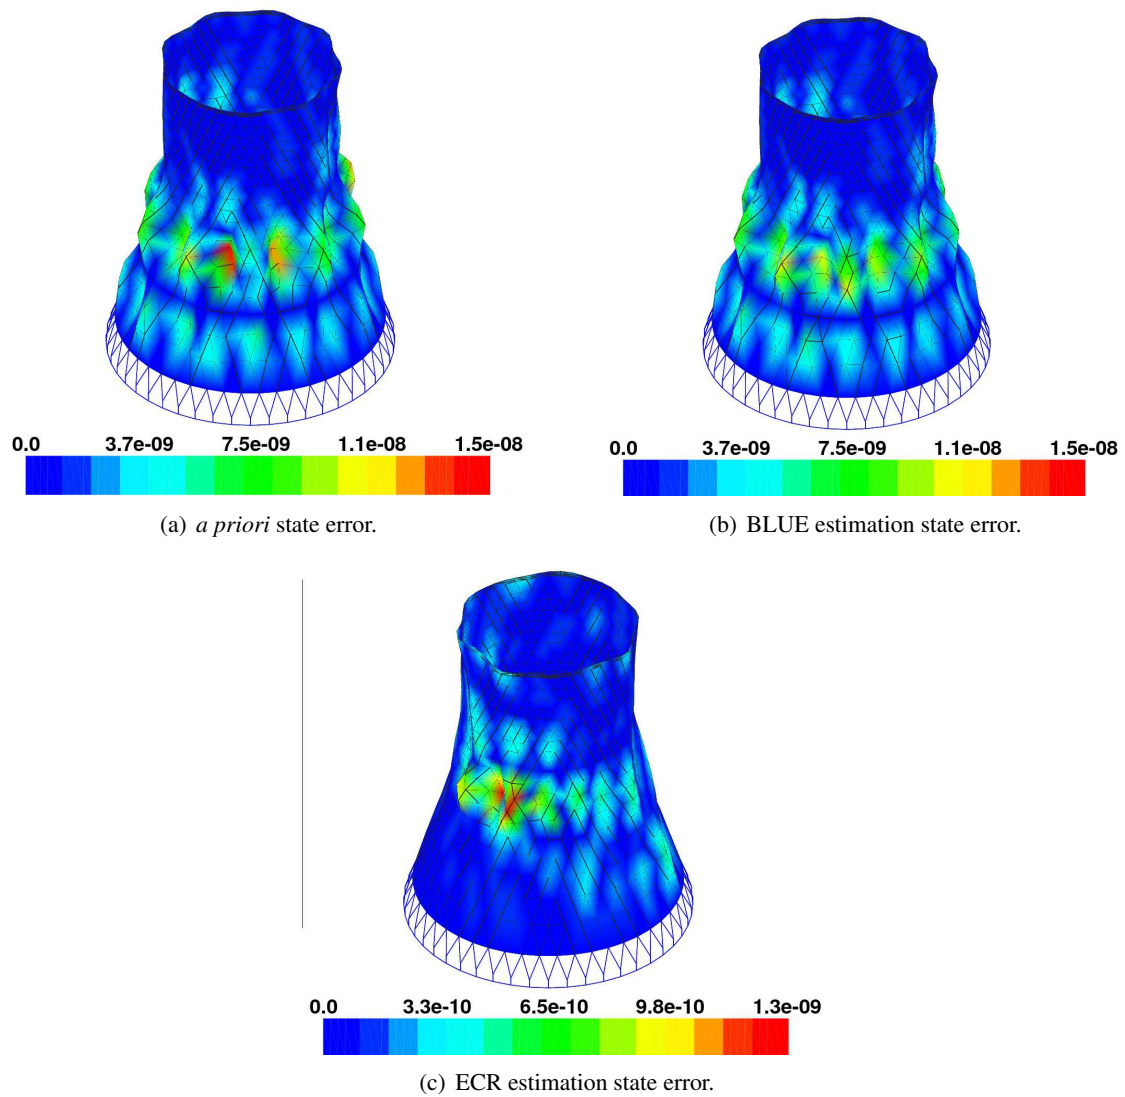 0.0 3.7e-09 7.5e-09 1.1e-08 1.5e-08
(a) a priori state error.
0.0 3.7e-09 7.5e-09 1.1e-08 1.5e-08
(b) BLUE estimation state error.
0.0 3.3e-10 6.5e-10 9.8e-10 1.3e-09
(c) ECR estimation state error.